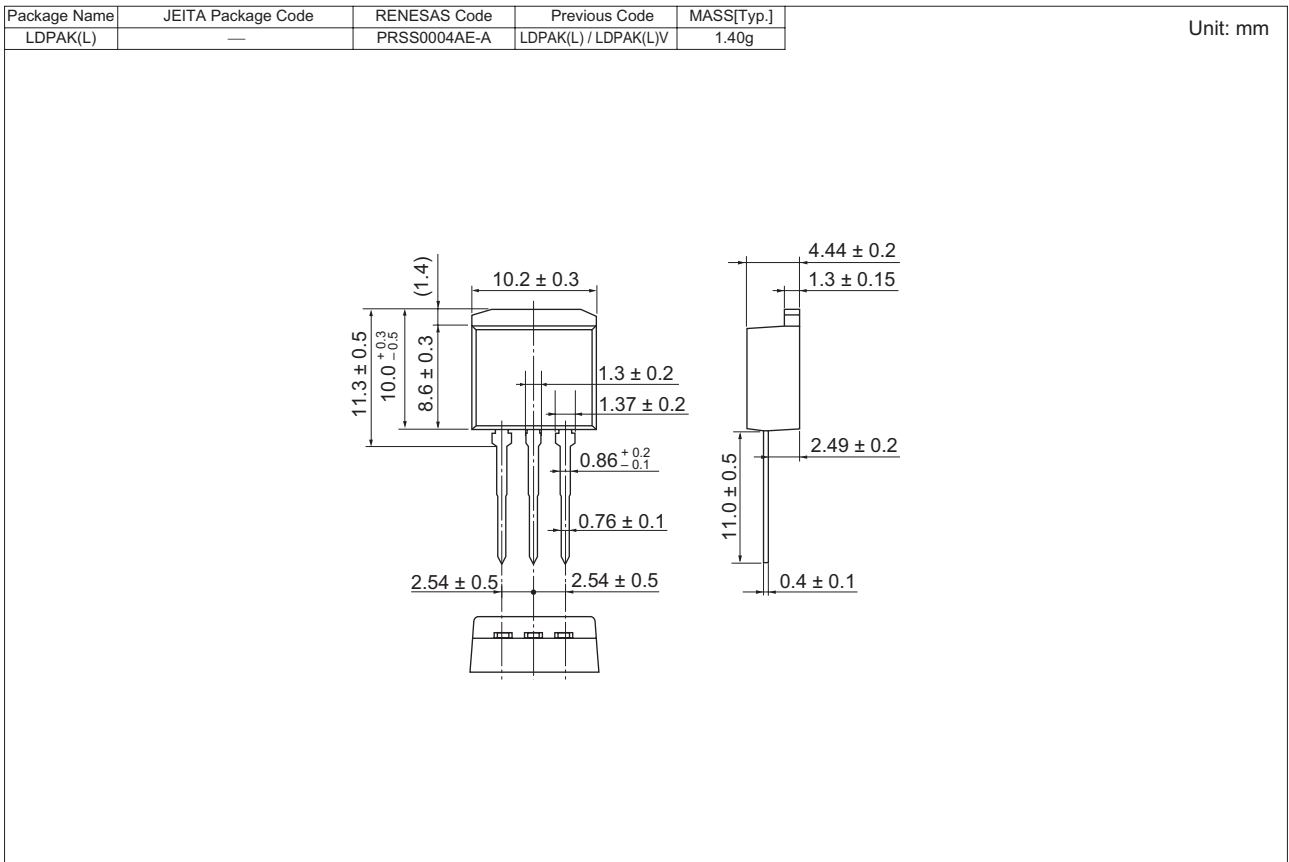 Package Name JEITA Package Code RENESAS Code Previous Code MASS[Typ.]
LDPAK(L) — PRSS0004AE-A LDPAK(L) / LDPAK(L)V 1.40g
Unit: mm
4.44 ± 0.2
(1.4)
10.2 ± 0.3
1.3 ± 0.15
11.3 ± 0.5
10.0 + 0.3 – 0.5
8.6 ± 0.3
1.3 ± 0.2
1.37 ± 0.2
2.49 ± 0.2
0.86 + 0.2 – 0.1
11.0 ± 0.5
0.76 ± 0.1
2.54 ± 0.5
2.54 ± 0.5
0.4 ± 0.1